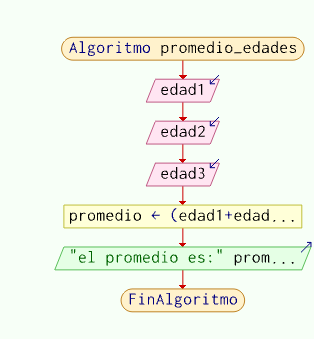 Algoritmo promedio_edades
edad1
edad2
edad3
promedio ← (edad1+edad...
"el promedio es:" prom...
FinAlgoritmo